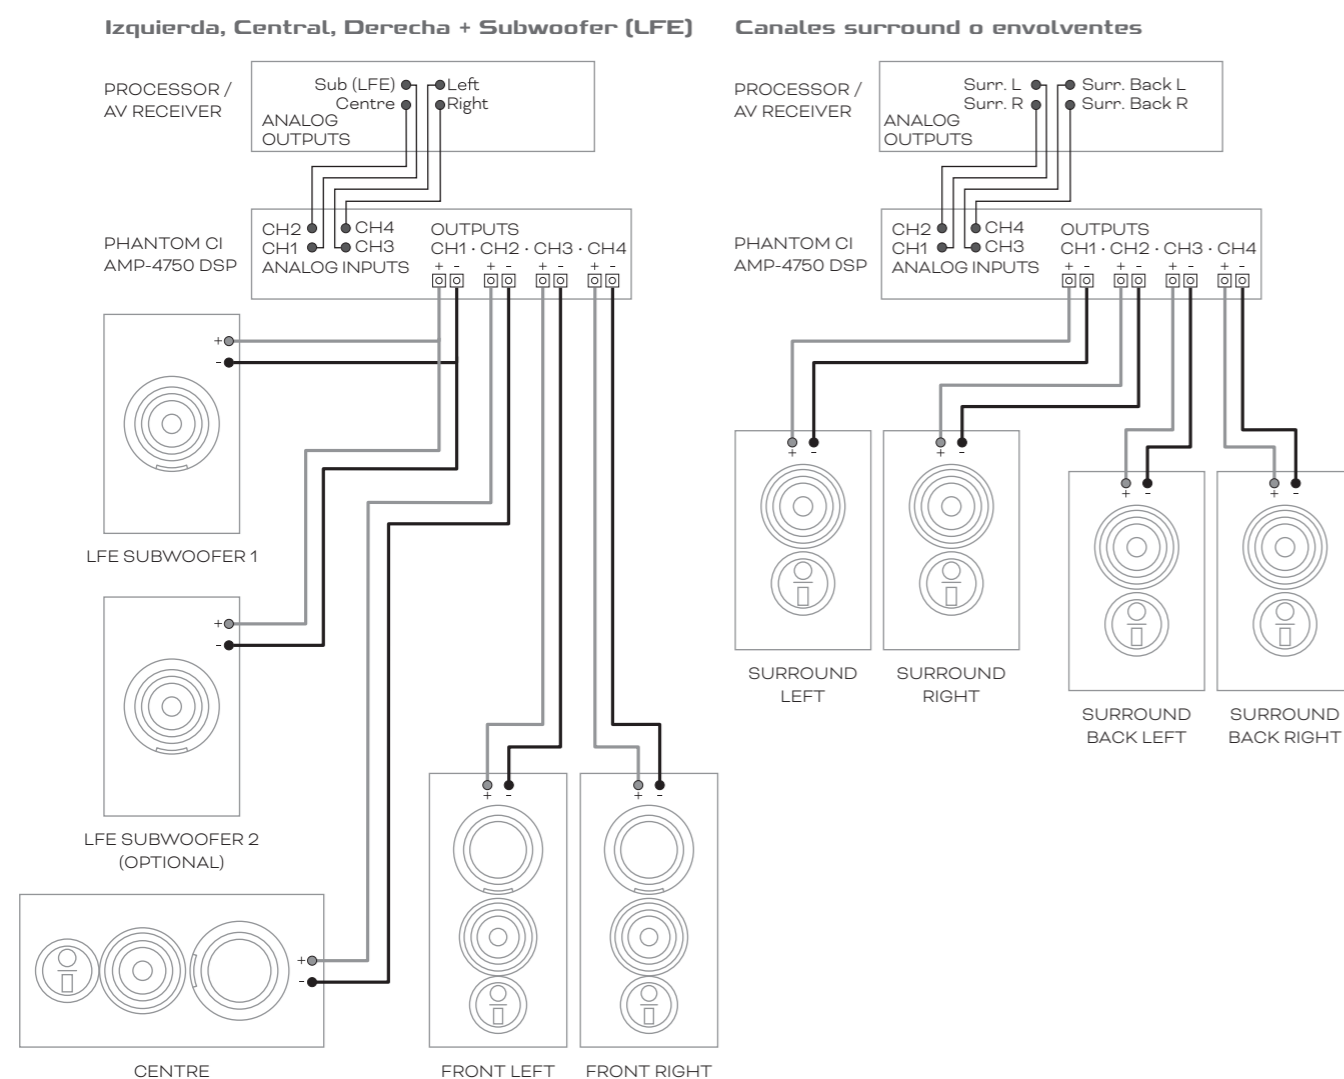 Izquierda, Central, Derecha + Subwoofer (LFE)
PROCESSOR /
AV RECEIVER
Sub (LFE)
Left
Centre
Right
ANALOG
OUTPUTS
PHANTOM CI
AMP-4750 DSP
CH2
CH4
CH1
CH3
ANALOG INPUTS
OUTPUTS
CH1 · CH2 · CH3 · CH4
+ - + - + - + -
+
-
LFE SUBWOOFER 1
+
-
LFE SUBWOOFER 2
(OPTIONAL)
+
-
CENTRE
+ -
FRONT LEFT
+ -
FRONT RIGHT
Canales surround o envolventes
PROCESSOR /
AV RECEIVER
Surr. L
Surr. Back L
Surr. R
Surr. Back R
ANALOG
OUTPUTS
PHANTOM CI
AMP-4750 DSP
CH2
CH4
CH1
CH3
ANALOG INPUTS
OUTPUTS
CH1 · CH2 · CH3 · CH4
+ - + - + - + -
+ -
SURROUND
LEFT
+ -
SURROUND
RIGHT
+ -
SURROUND
BACK LEFT
+ -
SURROUND
BACK RIGHT